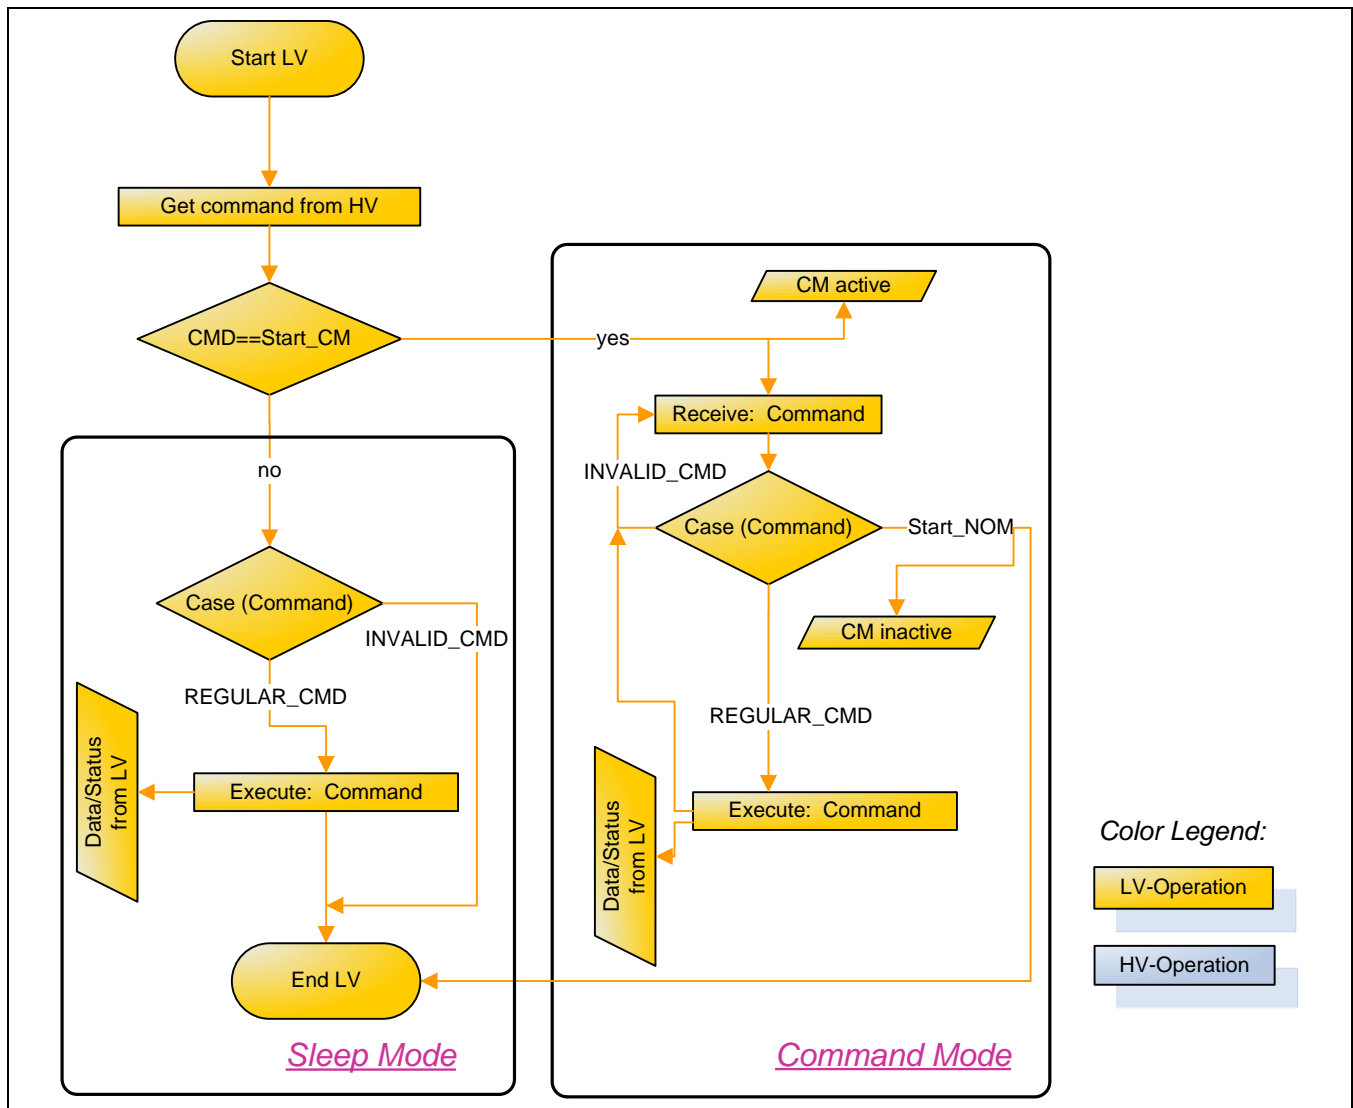 Start LV
Get command from HV
CMD==Start_CM
yes
no
CM active
Receive:  Command
INVALID_CMD
Case (Command)
Start_NOM
CM inactive
REGULAR_CMD
Execute:  Command
Data/Status
from LV
Command Mode
Case (Command)
INVALID_CMD
REGULAR_CMD
Execute:  Command
Data/Status
from LV
End LV
Sleep Mode
Color Legend:
LV-Operation
HV-Operation